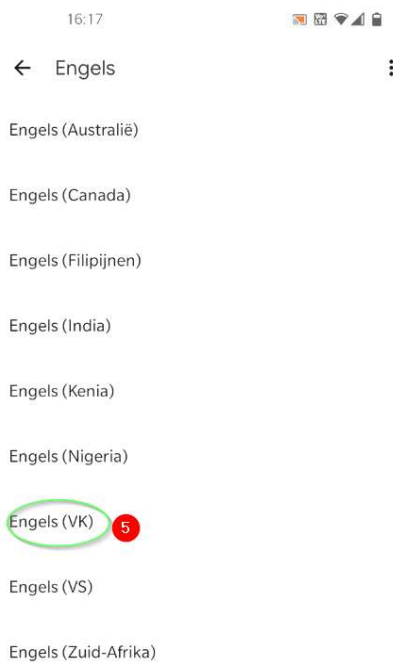 16:17
Engels
Engels (Australië)
Engels (Canada)
Engels (Filipijnen)
Engels (India)
Engels (Kenia)
Engels (Nigeria)
Engels (VK) 5
Engels (VS)
Engels (Zuid-Afrika)